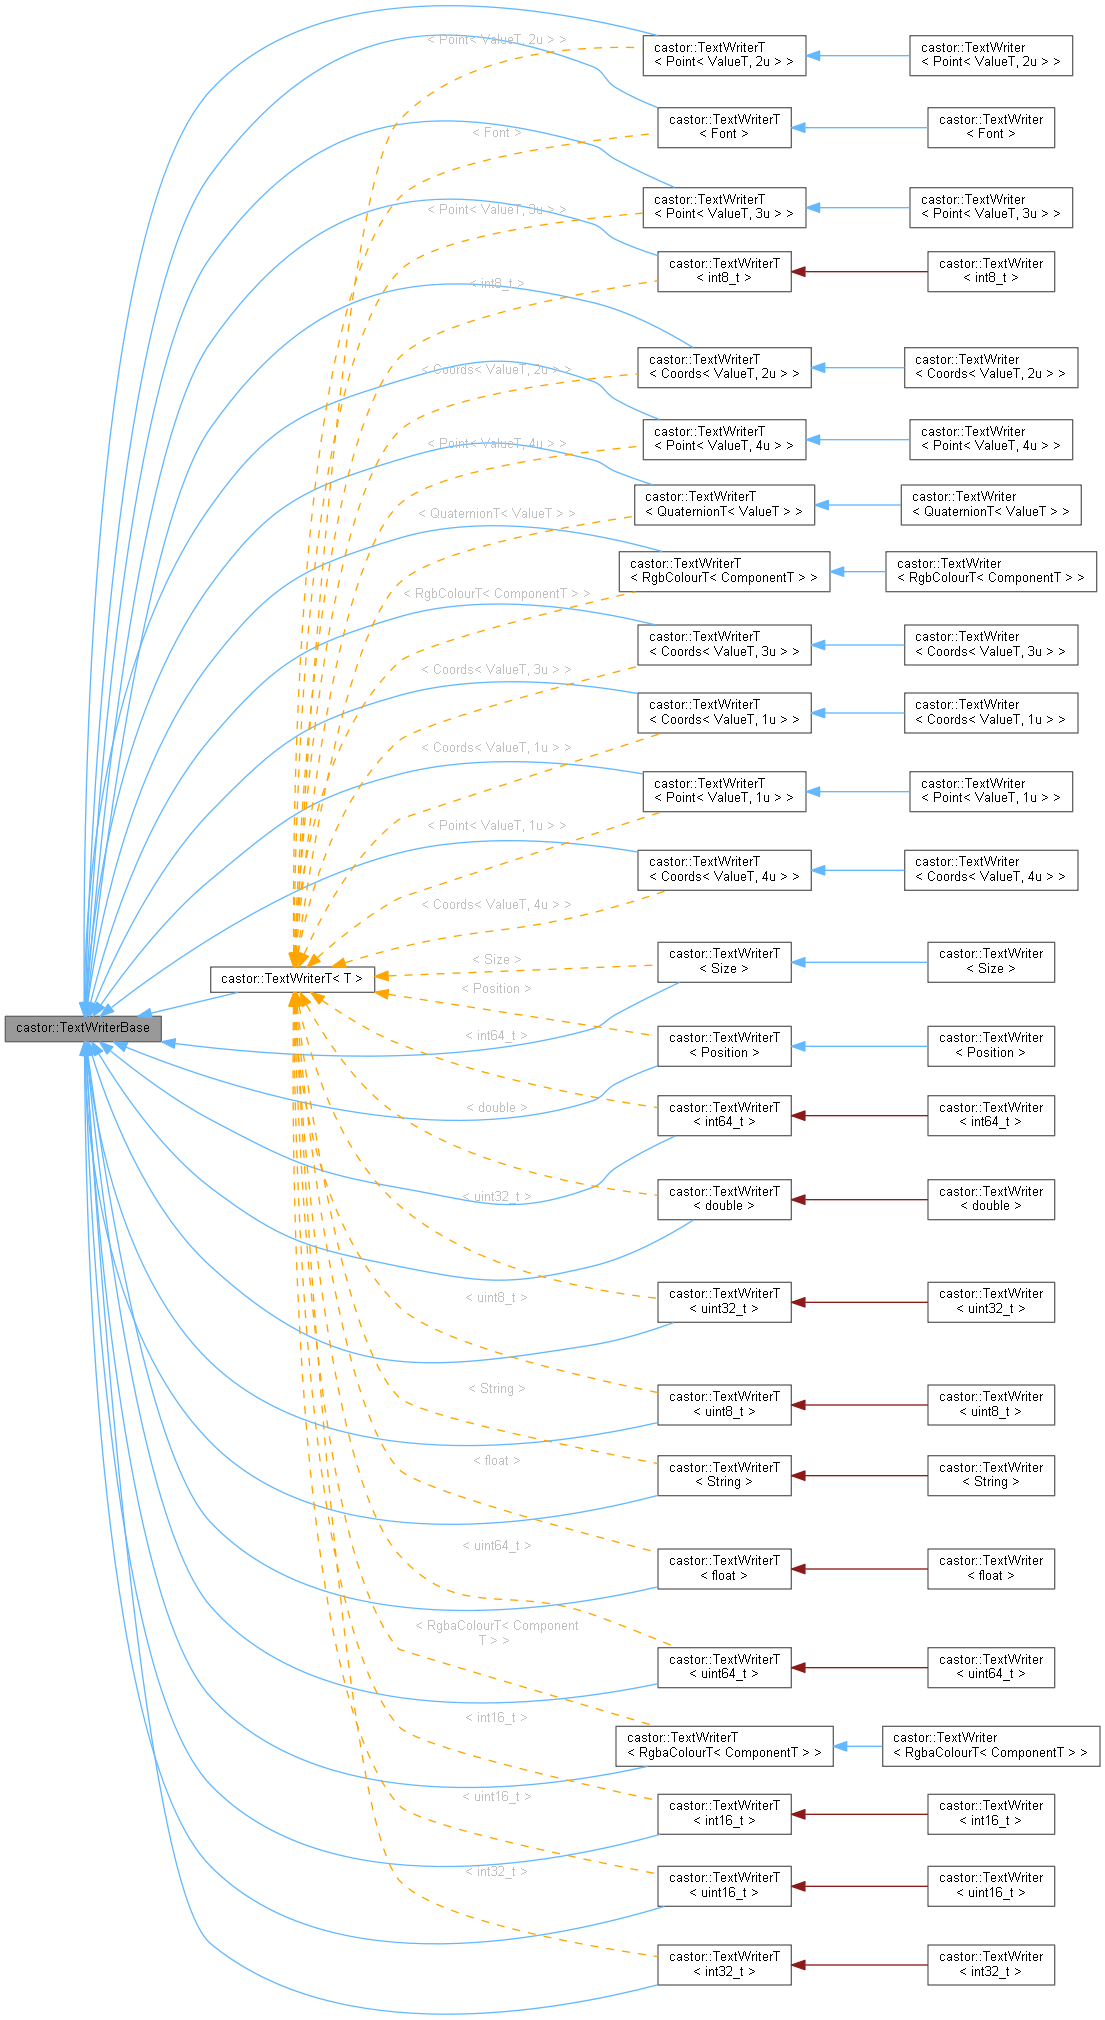 < Point< ValueT, 2u > >
castor::TextWriterT
< Point< ValueT, 2u > >
castor::TextWriter
< Point< ValueT, 2u > >
< Font >
castor::TextWriterT
< Font >
castor::TextWriter
< Font >
< Point< ValueT, 3u > >
castor::TextWriterT
< Point< ValueT, 3u > >
castor::TextWriter
< Point< ValueT, 3u > >
< int8_t >
castor::TextWriterT
< int8_t >
castor::TextWriter
< int8_t >
< Coords< ValueT, 2u > >
castor::TextWriterT
< Coords< ValueT, 2u > >
castor::TextWriter
< Coords< ValueT, 2u > >
< Point< ValueT, 4u > >
castor::TextWriterT
< Point< ValueT, 4u > >
castor::TextWriter
< Point< ValueT, 4u > >
< QuaternionT< ValueT > >
castor::TextWriterT
< QuaternionT< ValueT > >
castor::TextWriter
< QuaternionT< ValueT > >
< RgbColourT< ComponentT > >
castor::TextWriterT
< RgbColourT< ComponentT > >
castor::TextWriter
< RgbColourT< ComponentT > >
< Coords< ValueT, 3u > >
castor::TextWriterT
< Coords< ValueT, 3u > >
castor::TextWriter
< Coords< ValueT, 3u > >
< Coords< ValueT, 1u > >
castor::TextWriterT
< Coords< ValueT, 1u > >
castor::TextWriter
< Coords< ValueT, 1u > >
< Point< ValueT, 1u > >
castor::TextWriterT
< Point< ValueT, 1u > >
castor::TextWriter
< Point< ValueT, 1u > >
< Coords< ValueT, 4u > >
castor::TextWriterT
< Coords< ValueT, 4u > >
castor::TextWriter
< Coords< ValueT, 4u > >
castor::TextWriterBase
castor::TextWriterT< T >
< Size >
castor::TextWriterT
< Size >
castor::TextWriter
< Size >
< Position >
castor::TextWriterT
< Position >
castor::TextWriter
< Position >
< int64_t >
castor::TextWriterT
< int64_t >
castor::TextWriter
< int64_t >
< double >
castor::TextWriterT
< double >
castor::TextWriter
< double >
< uint32_t >
castor::TextWriterT
< uint32_t >
castor::TextWriter
< uint32_t >
< uint8_t >
castor::TextWriterT
< uint8_t >
castor::TextWriter
< uint8_t >
< String >
castor::TextWriterT
< String >
castor::TextWriter
< String >
< float >
castor::TextWriterT
< float >
castor::TextWriter
< float >
< uint64_t >
castor::TextWriterT
< uint64_t >
castor::TextWriter
< uint64_t >
< RgbaColourT< Component
T > >
castor::TextWriterT
< RgbaColourT< ComponentT > >
castor::TextWriter
< RgbaColourT< ComponentT > >
< int16_t >
castor::TextWriterT
< int16_t >
castor::TextWriter
< int16_t >
< uint16_t >
castor::TextWriterT
< uint16_t >
castor::TextWriter
< uint16_t >
< int32_t >
castor::TextWriterT
< int32_t >
castor::TextWriter
< int32_t >